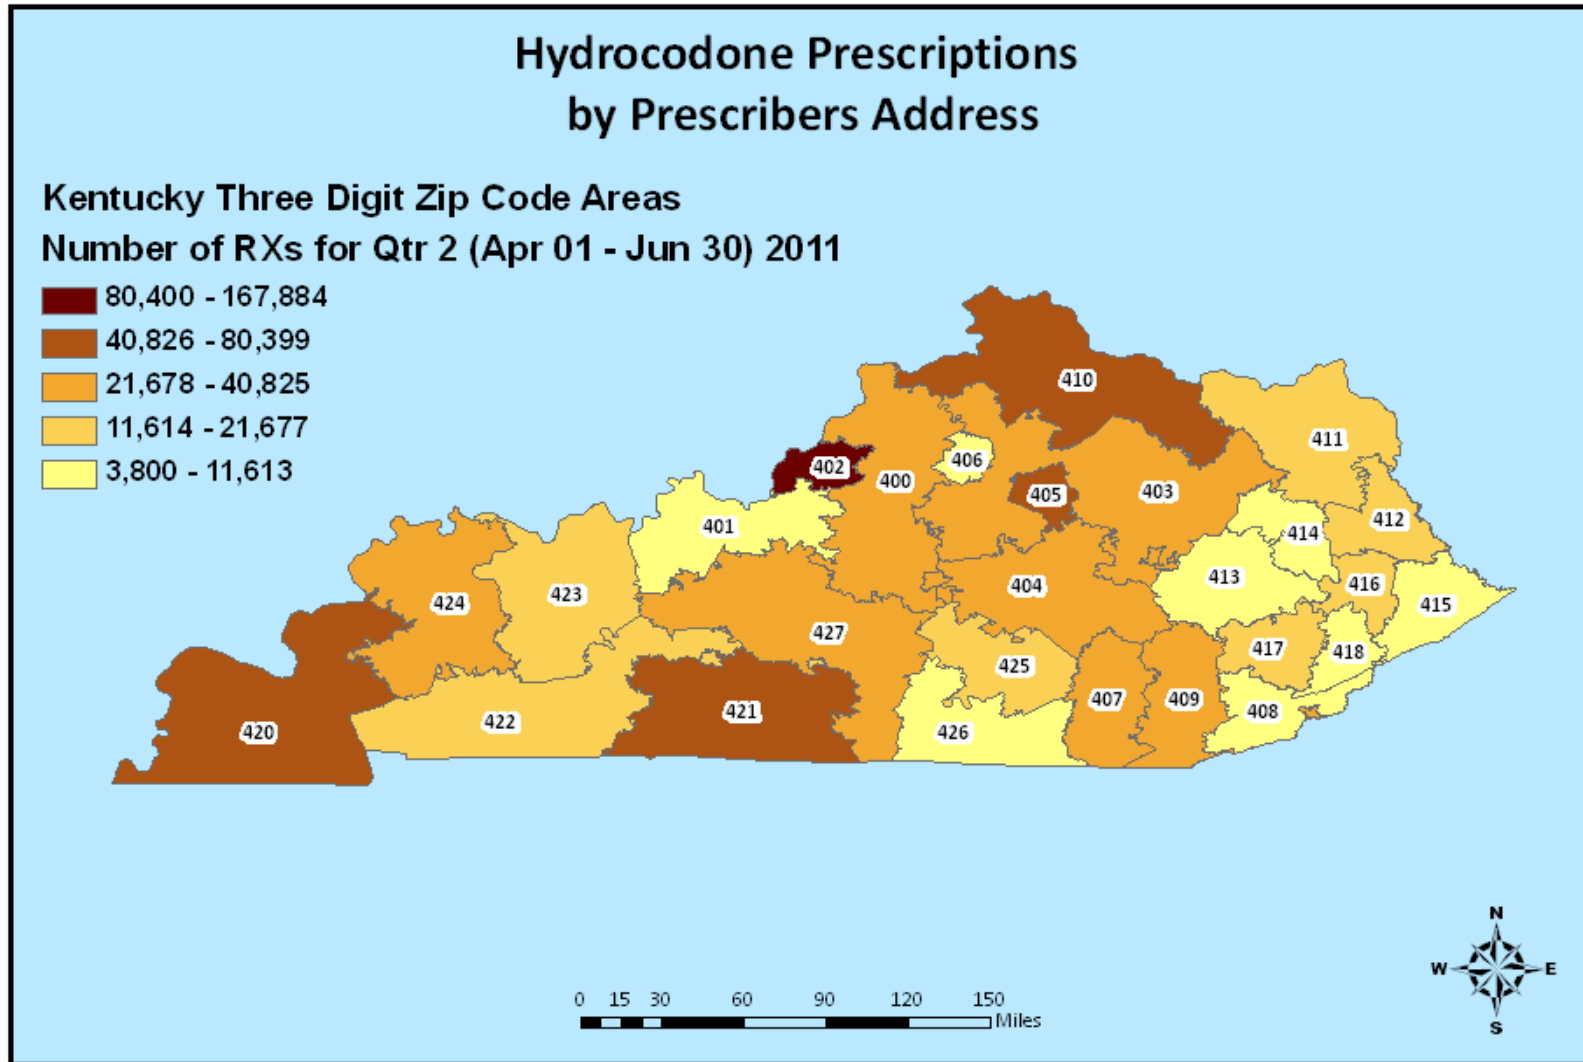 Hydrocodone Prescriptions
by Prescribers Address
Kentucky Three Digit Zip Code Areas
Number of RXs for Qtr 2 (Apr 01 - Jun 30) 2011
80,400 - 167,884
40,826 - 80,399
21,678 - 40,825
11,614 - 21,677
3,800 - 11,613
410
411
402
406
400
405
403
401
412
414
413
404
416
415
424
423
427
425
417
418
407
409
408
421
422
420
426
N
W E
S
0 15 30 60 90 120 150
Miles